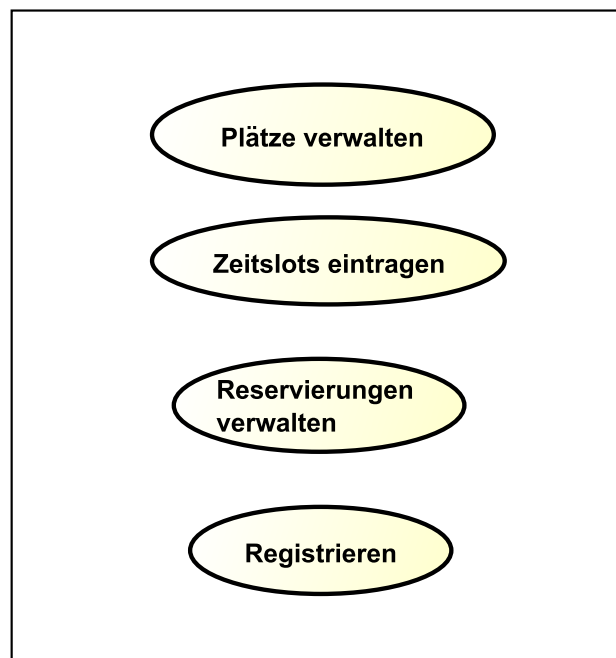 Plätze verwalten
Zeitslots eintragen
Reservierungen
verwalten
Registrieren